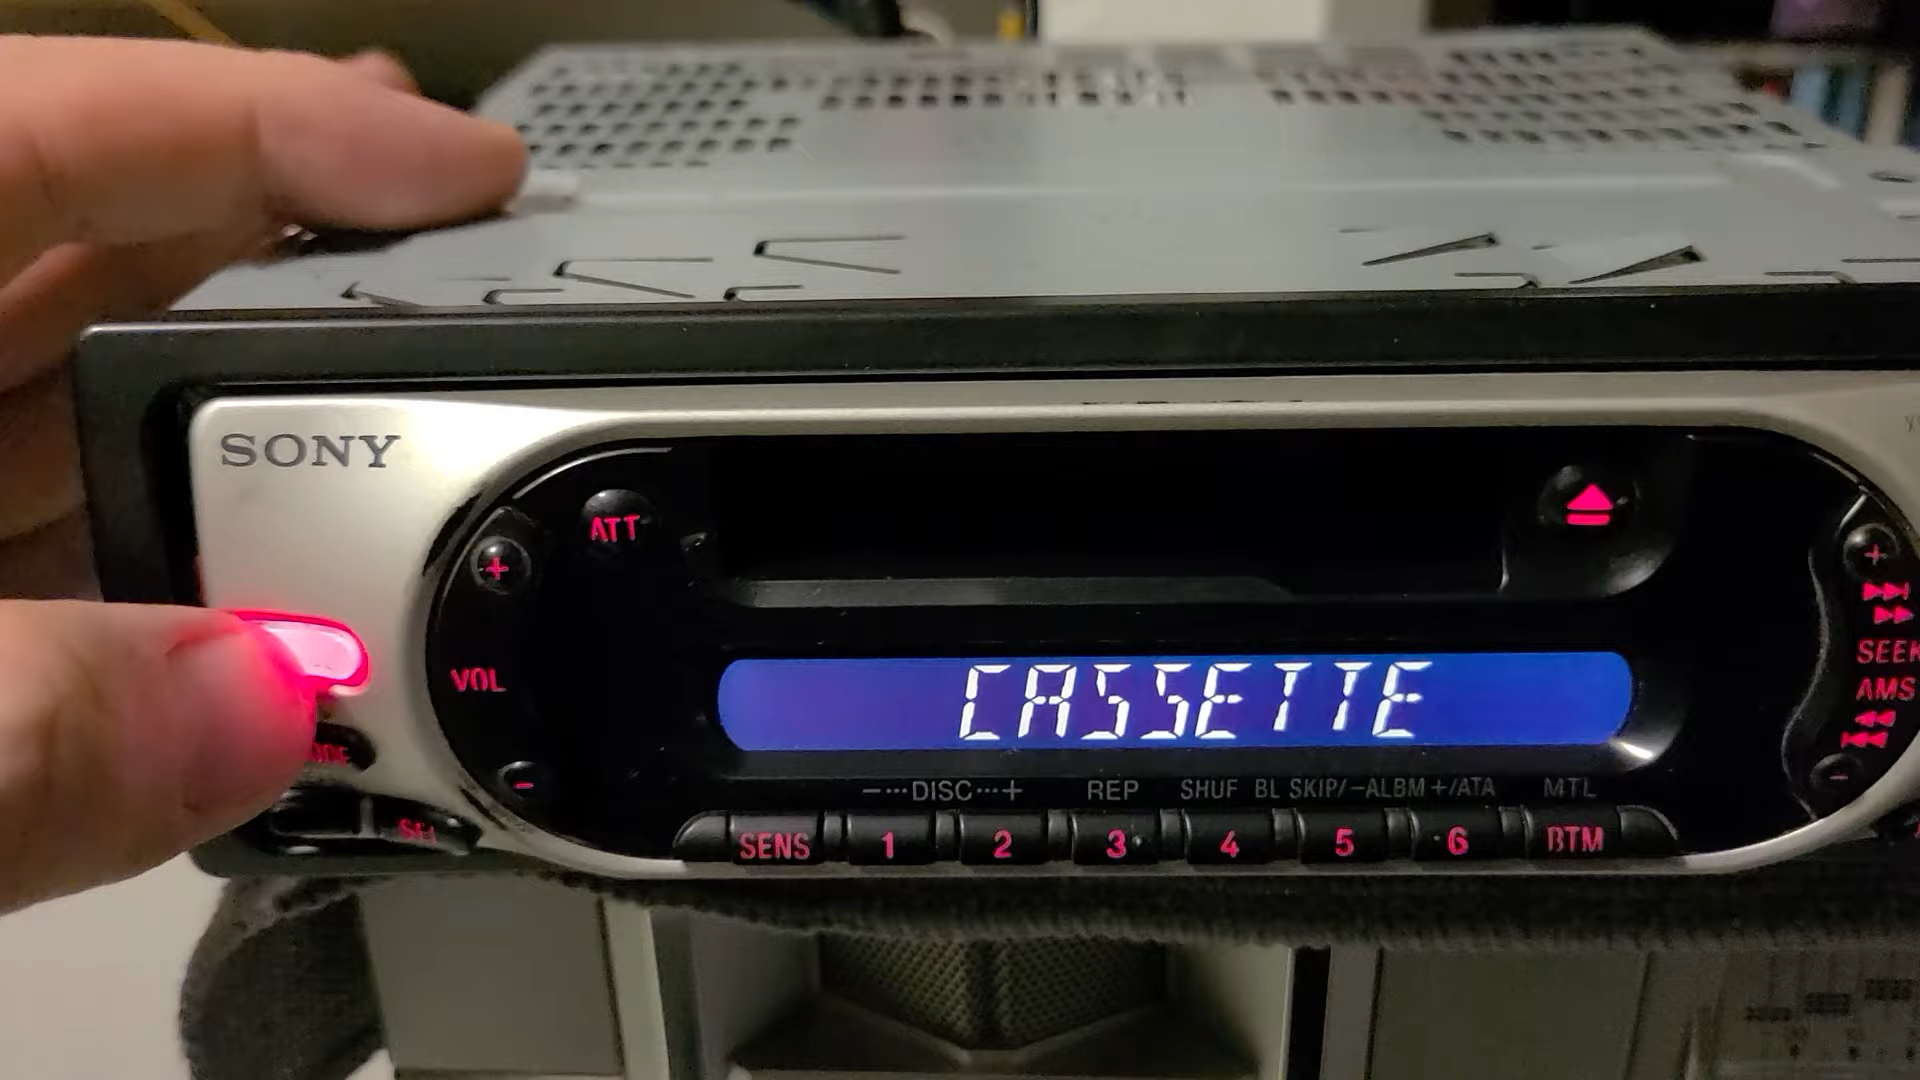 SONY
ATT
+
VOL
-
CASSETTE
+
SEEK
AMS
-
-···DISC···+ REP SHUF BL SKIP/-ALBM+/ATA MTL
SENS 1 2 3 4 5 6 BTM